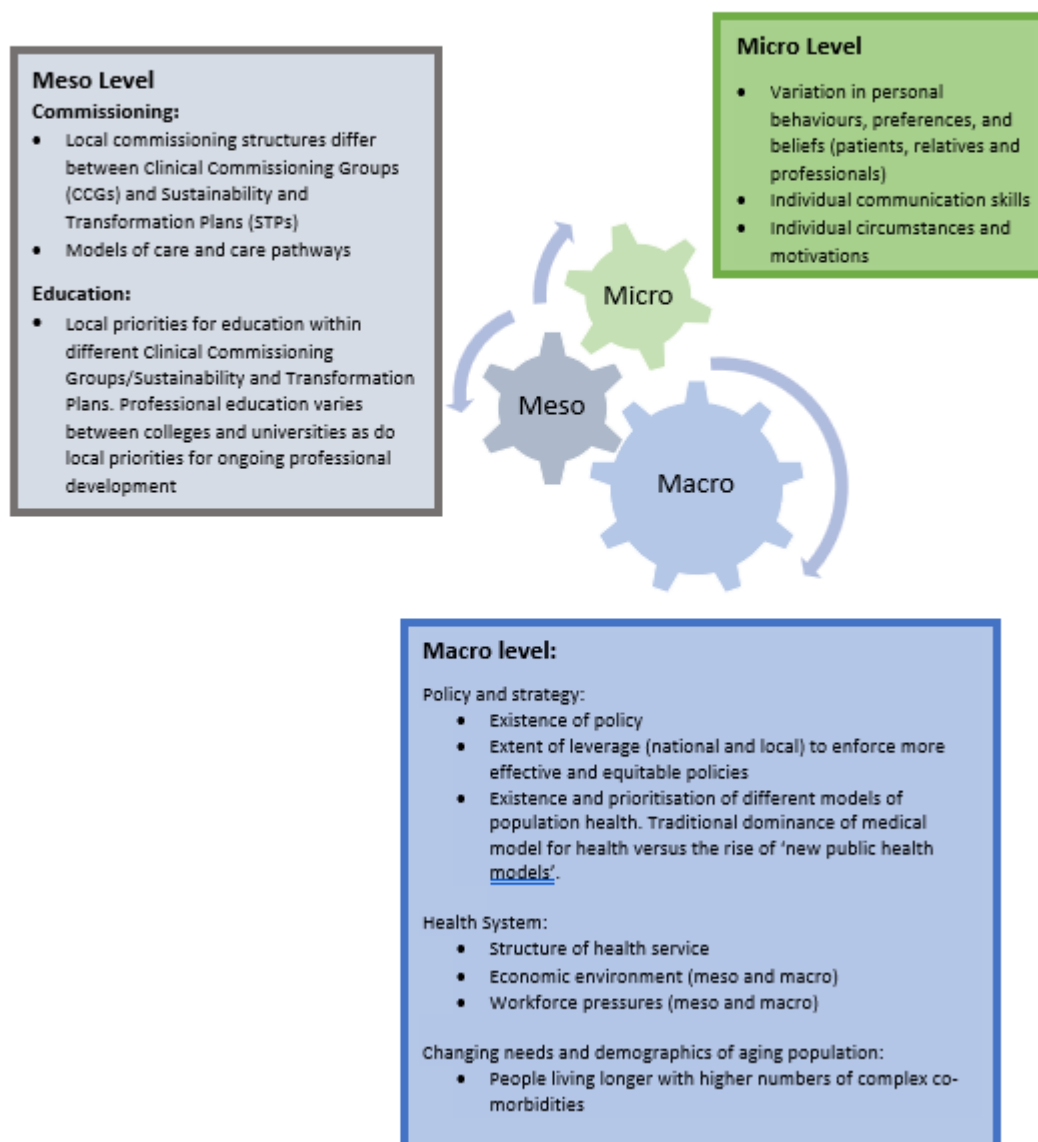 Meso Level
Commissioning:
• Local commissioning structures differ
between Clinical Commissioning Groups
(CCGs) and Sustainability and
Transformation Plans (STPs)
• Models of care and care pathways
Education:
• Local priorities for education within
different Clinical Commissioning
Groups/Sustainability and Transformation
Plans. Professional education varies
between colleges and universities as do
local priorities for ongoing professional
development
Micro Level
• Variation in personal
behaviours, preferences, and
beliefs (patients, relatives and
professionals)
• Individual communication skills
• Individual circumstances and
motivations
Micro
Meso
Macro
Macro level:
Policy and strategy:
• Existence of policy
• Extent of leverage (national and local) to enforce more
effective and equitable policies
• Existence and prioritisation of different models of
population health. Traditional dominance of medical
model for health versus the rise of ‘new public health
models’.
Health System:
• Structure of health service
• Economic environment (meso and macro)
• Workforce pressures (meso and macro)
Changing needs and demographics of aging population:
• People living longer with higher numbers of complex co-
morbidities